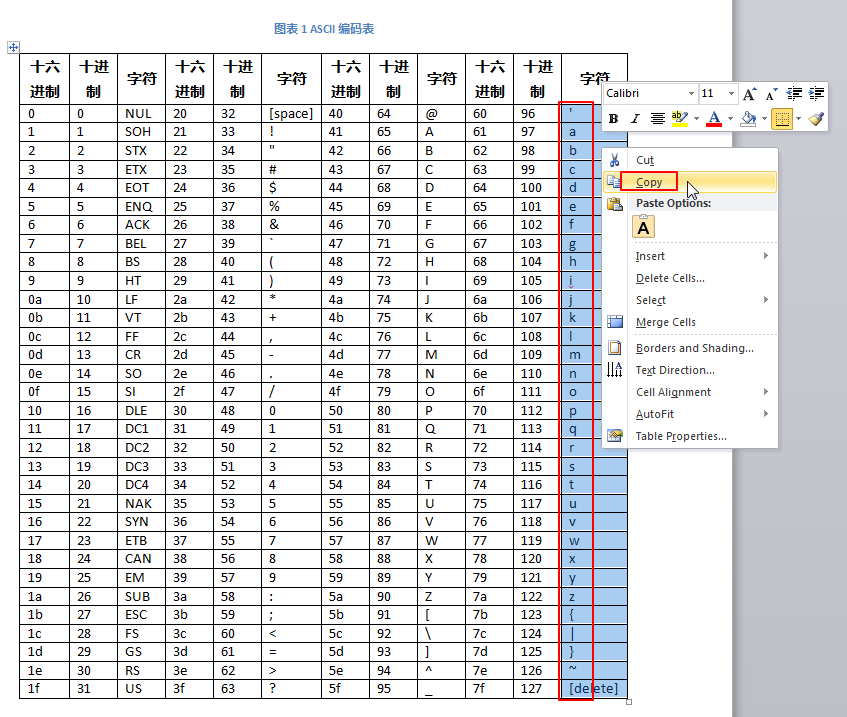 图表 1 ASCII 编码表
十六进制 十进制 字符 十六进制 十进制 字符 十六进制 十进制 字符 十六进制 十进制 字符
0 0 NUL 20 32 [space] 40 64 @ 60 96 '
1 1 SOH 21 33 ! 41 65 A 61 97 a
2 2 STX 22 34 " 42 66 B 62 98 b
3 3 ETX 23 35 # 43 67 C 63 99 c
4 4 EOT 24 36 $ 44 68 D 64 100 d
5 5 ENQ 25 37 % 45 69 E 65 101 e
6 6 ACK 26 38 & 46 70 F 66 102 f
7 7 BEL 27 39 ` 47 71 G 67 103 g
8 8 BS 28 40 ( 48 72 H 68 104 h
9 9 HT 29 41 ) 49 73 I 69 105 i
0a 10 LF 2a 42 * 4a 74 J 6a 106 j
0b 11 VT 2b 43 + 4b 75 K 6b 107 k
0c 12 FF 2c 44 , 4c 76 L 6c 108 l
0d 13 CR 2d 45 - 4d 77 M 6d 109 m
0e 14 SO 2e 46 . 4e 78 N 6e 110 n
0f 15 SI 2f 47 / 4f 79 O 6f 111 o
10 16 DLE 30 48 0 50 80 P 70 112 p
11 17 DC1 31 49 1 51 81 Q 71 113 q
12 18 DC2 32 50 2 52 82 R 72 114 r
13 19 DC3 33 51 3 53 83 S 73 115 s
14 20 DC4 34 52 4 54 84 T 74 116 t
15 21 NAK 35 53 5 55 85 U 75 117 u
16 22 SYN 36 54 6 56 86 V 76 118 v
17 23 ETB 37 55 7 57 87 W 77 119 w
18 24 CAN 38 56 8 58 88 X 78 120 x
19 25 EM 39 57 9 59 89 Y 79 121 y
1a 26 SUB 3a 58 : 5a 90 Z 7a 122 z
1b 27 ESC 3b 59 ; 5b 91 [ 7b 123 {
1c 28 FS 3c 60 < 5c 92 \ 7c 124 |
1d 29 GS 3d 61 = 5d 93 ] 7d 125 }
1e 30 RS 3e 62 > 5e 94 ^ 7e 126 ~
1f 31 US 3f 63 ? 5f 95 _ 7f 127 [delete]
Calibri 11 A A
B I ab A
Cut
Copy
Paste Options:
A
Insert
Delete Cells...
Select
Merge Cells
Borders and Shading...
Text Direction...
Cell Alignment
AutoFit
Table Properties...